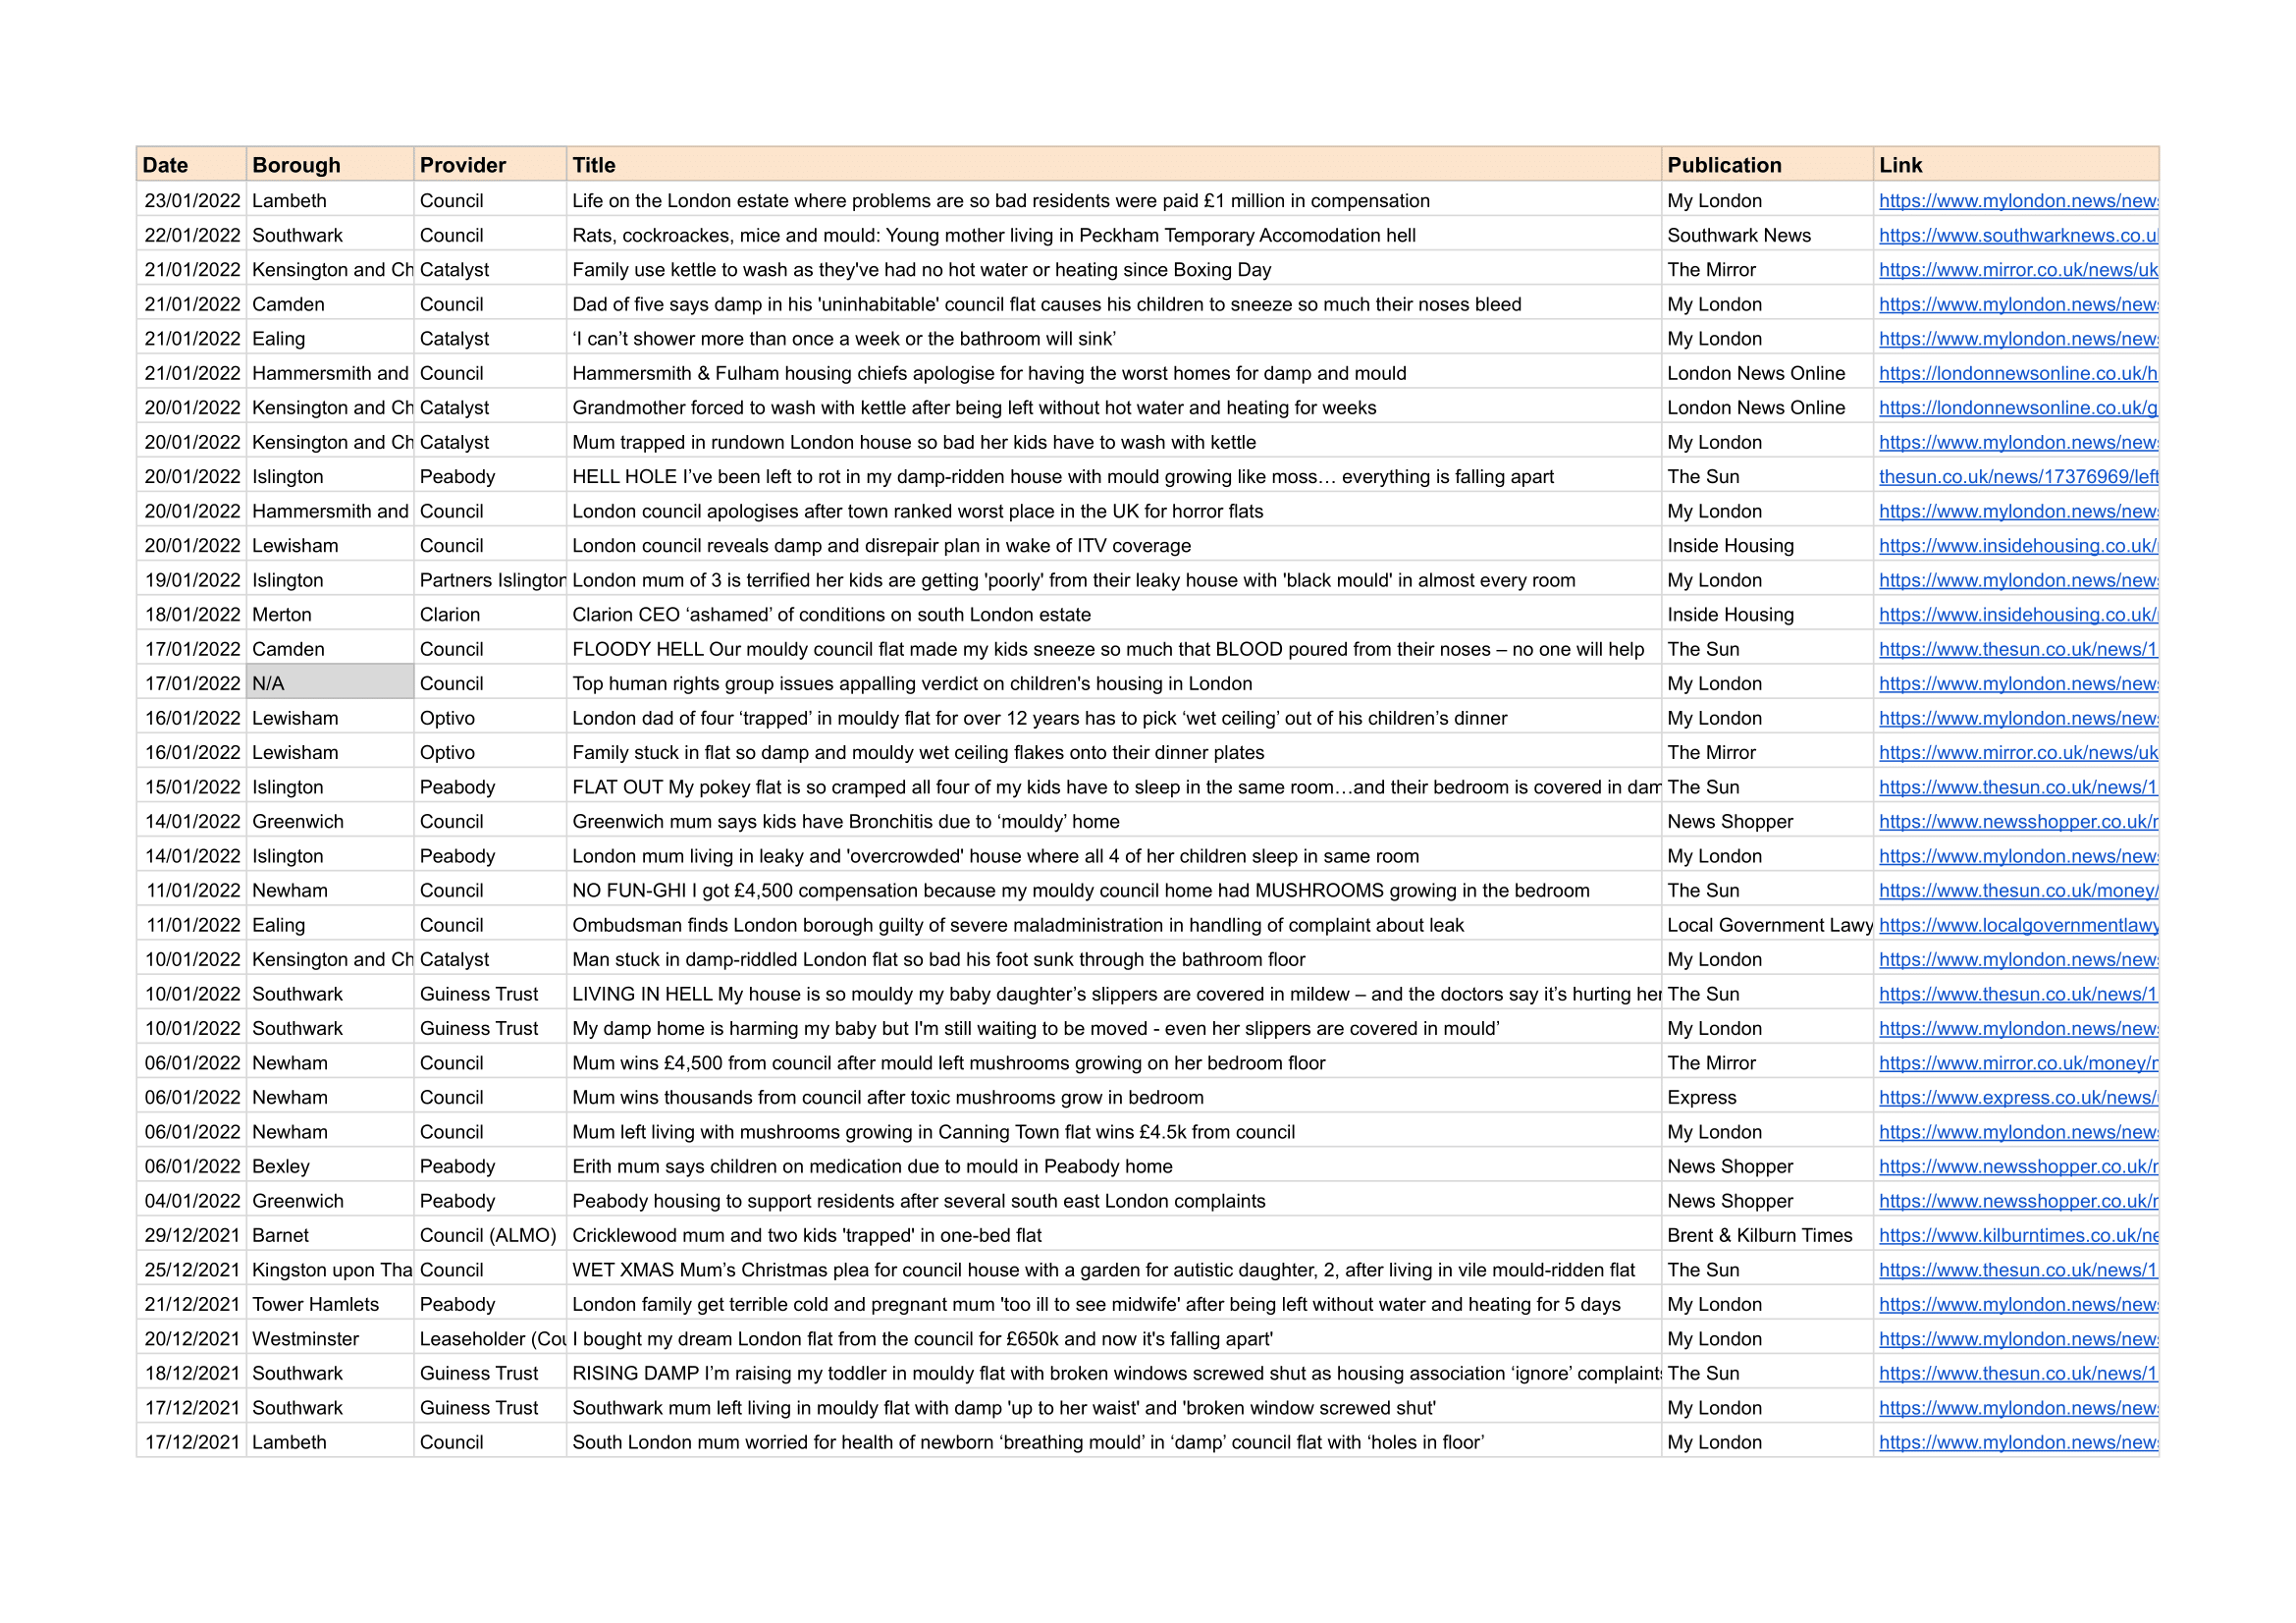 Date Borough Provider Title Publication Link
23/01/2022 Lambeth Council Life on the London estate where problems are so bad residents were paid £1 million in compensation My London https://www.mylondon.news/news
22/01/2022 Southwark Council Rats, cockroackes, mice and mould: Young mother living in Peckham Temporary Accomodation hell Southwark News https://www.southwarknews.co.u
21/01/2022 Kensington and Ch Catalyst Family use kettle to wash as they've had no hot water or heating since Boxing Day The Mirror https://www.mirror.co.uk/news/uk
21/01/2022 Camden Council Dad of five says damp in his 'uninhabitable' council flat causes his children to sneeze so much their noses bleed My London https://www.mylondon.news/news
21/01/2022 Ealing Catalyst ‘I can’t shower more than once a week or the bathroom will sink’ My London https://www.mylondon.news/news
21/01/2022 Hammersmith and Council Hammersmith & Fulham housing chiefs apologise for having the worst homes for damp and mould London News Online https://londonnewsonline.co.uk/h
20/01/2022 Kensington and Ch Catalyst Grandmother forced to wash with kettle after being left without hot water and heating for weeks London News Online https://londonnewsonline.co.uk/g
20/01/2022 Kensington and Ch Catalyst Mum trapped in rundown London house so bad her kids have to wash with kettle My London https://www.mylondon.news/news
20/01/2022 Islington Peabody HELL HOLE I’ve been left to rot in my damp-ridden house with mould growing like moss… everything is falling apart The Sun thesun.co.uk/news/17376969/left
20/01/2022 Hammersmith and Council London council apologises after town ranked worst place in the UK for horror flats My London https://www.mylondon.news/news
20/01/2022 Lewisham Council London council reveals damp and disrepair plan in wake of ITV coverage Inside Housing https://www.insidehousing.co.uk/
19/01/2022 Islington Partners Islington London mum of 3 is terrified her kids are getting 'poorly' from their leaky house with 'black mould' in almost every room My London https://www.mylondon.news/news
18/01/2022 Merton Clarion Clarion CEO ‘ashamed’ of conditions on south London estate Inside Housing https://www.insidehousing.co.uk/
17/01/2022 Camden Council FLOODY HELL Our mouldy council flat made my kids sneeze so much that BLOOD poured from their noses – no one will help The Sun https://www.thesun.co.uk/news/1
17/01/2022 N/A Council Top human rights group issues appalling verdict on children's housing in London My London https://www.mylondon.news/news
16/01/2022 Lewisham Optivo London dad of four ‘trapped’ in mouldy flat for over 12 years has to pick ‘wet ceiling’ out of his children’s dinner My London https://www.mylondon.news/news
16/01/2022 Lewisham Optivo Family stuck in flat so damp and mouldy wet ceiling flakes onto their dinner plates The Mirror https://www.mirror.co.uk/news/uk
15/01/2022 Islington Peabody FLAT OUT My pokey flat is so cramped all four of my kids have to sleep in the same room…and their bedroom is covered in dam The Sun https://www.thesun.co.uk/news/1
14/01/2022 Greenwich Council Greenwich mum says kids have Bronchitis due to ‘mouldy’ home News Shopper https://www.newsshopper.co.uk/r
14/01/2022 Islington Peabody London mum living in leaky and 'overcrowded' house where all 4 of her children sleep in same room My London https://www.mylondon.news/news
11/01/2022 Newham Council NO FUN-GHI I got £4,500 compensation because my mouldy council home had MUSHROOMS growing in the bedroom The Sun https://www.thesun.co.uk/money/
11/01/2022 Ealing Council Ombudsman finds London borough guilty of severe maladministration in handling of complaint about leak Local Government Lawy https://www.localgovernmentlawy
10/01/2022 Kensington and Ch Catalyst Man stuck in damp-riddled London flat so bad his foot sunk through the bathroom floor My London https://www.mylondon.news/news
10/01/2022 Southwark Guiness Trust LIVING IN HELL My house is so mouldy my baby daughter’s slippers are covered in mildew – and the doctors say it’s hurting her The Sun https://www.thesun.co.uk/news/1
10/01/2022 Southwark Guiness Trust My damp home is harming my baby but I'm still waiting to be moved - even her slippers are covered in mould’ My London https://www.mylondon.news/news
06/01/2022 Newham Council Mum wins £4,500 from council after mould left mushrooms growing on her bedroom floor The Mirror https://www.mirror.co.uk/money/r
06/01/2022 Newham Council Mum wins thousands from council after toxic mushrooms grow in bedroom Express https://www.express.co.uk/news/
06/01/2022 Newham Council Mum left living with mushrooms growing in Canning Town flat wins £4.5k from council My London https://www.mylondon.news/news
06/01/2022 Bexley Peabody Erith mum says children on medication due to mould in Peabody home News Shopper https://www.newsshopper.co.uk/r
04/01/2022 Greenwich Peabody Peabody housing to support residents after several south east London complaints News Shopper https://www.newsshopper.co.uk/r
29/12/2021 Barnet Council (ALMO) Cricklewood mum and two kids 'trapped' in one-bed flat Brent & Kilburn Times https://www.kilburntimes.co.uk/ne
25/12/2021 Kingston upon Tha Council WET XMAS Mum’s Christmas plea for council house with a garden for autistic daughter, 2, after living in vile mould-ridden flat The Sun https://www.thesun.co.uk/news/1
21/12/2021 Tower Hamlets Peabody London family get terrible cold and pregnant mum 'too ill to see midwife' after being left without water and heating for 5 days My London https://www.mylondon.news/news
20/12/2021 Westminster Leaseholder (Cou I bought my dream London flat from the council for £650k and now it's falling apart' My London https://www.mylondon.news/news
18/12/2021 Southwark Guiness Trust RISING DAMP I’m raising my toddler in mouldy flat with broken windows screwed shut as housing association ‘ignore’ complaints The Sun https://www.thesun.co.uk/news/1
17/12/2021 Southwark Guiness Trust Southwark mum left living in mouldy flat with damp 'up to her waist' and 'broken window screwed shut' My London https://www.mylondon.news/news
17/12/2021 Lambeth Council South London mum worried for health of newborn ‘breathing mould’ in ‘damp’ council flat with ‘holes in floor’ My London https://www.mylondon.news/news